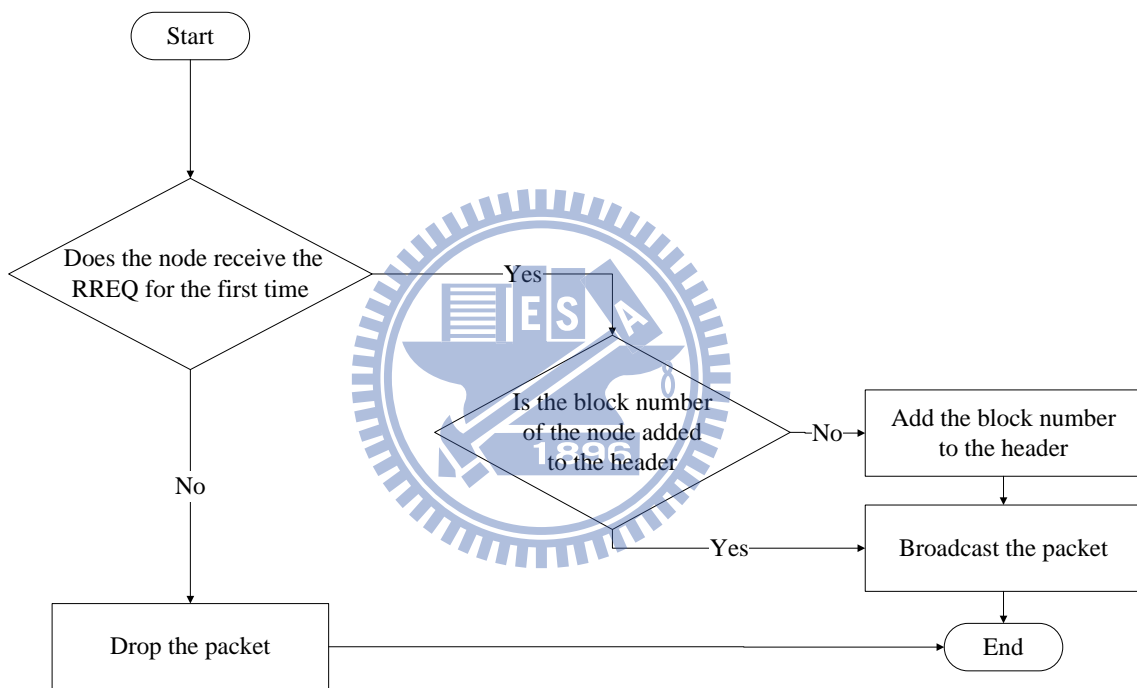 Start
Does the node receive the
RREQ for the first time
Yes
E S A
1896
Is the block number
of the node added
to the header
No
Add the block number
to the header
No
Yes
Broadcast the packet
Drop the packet
End